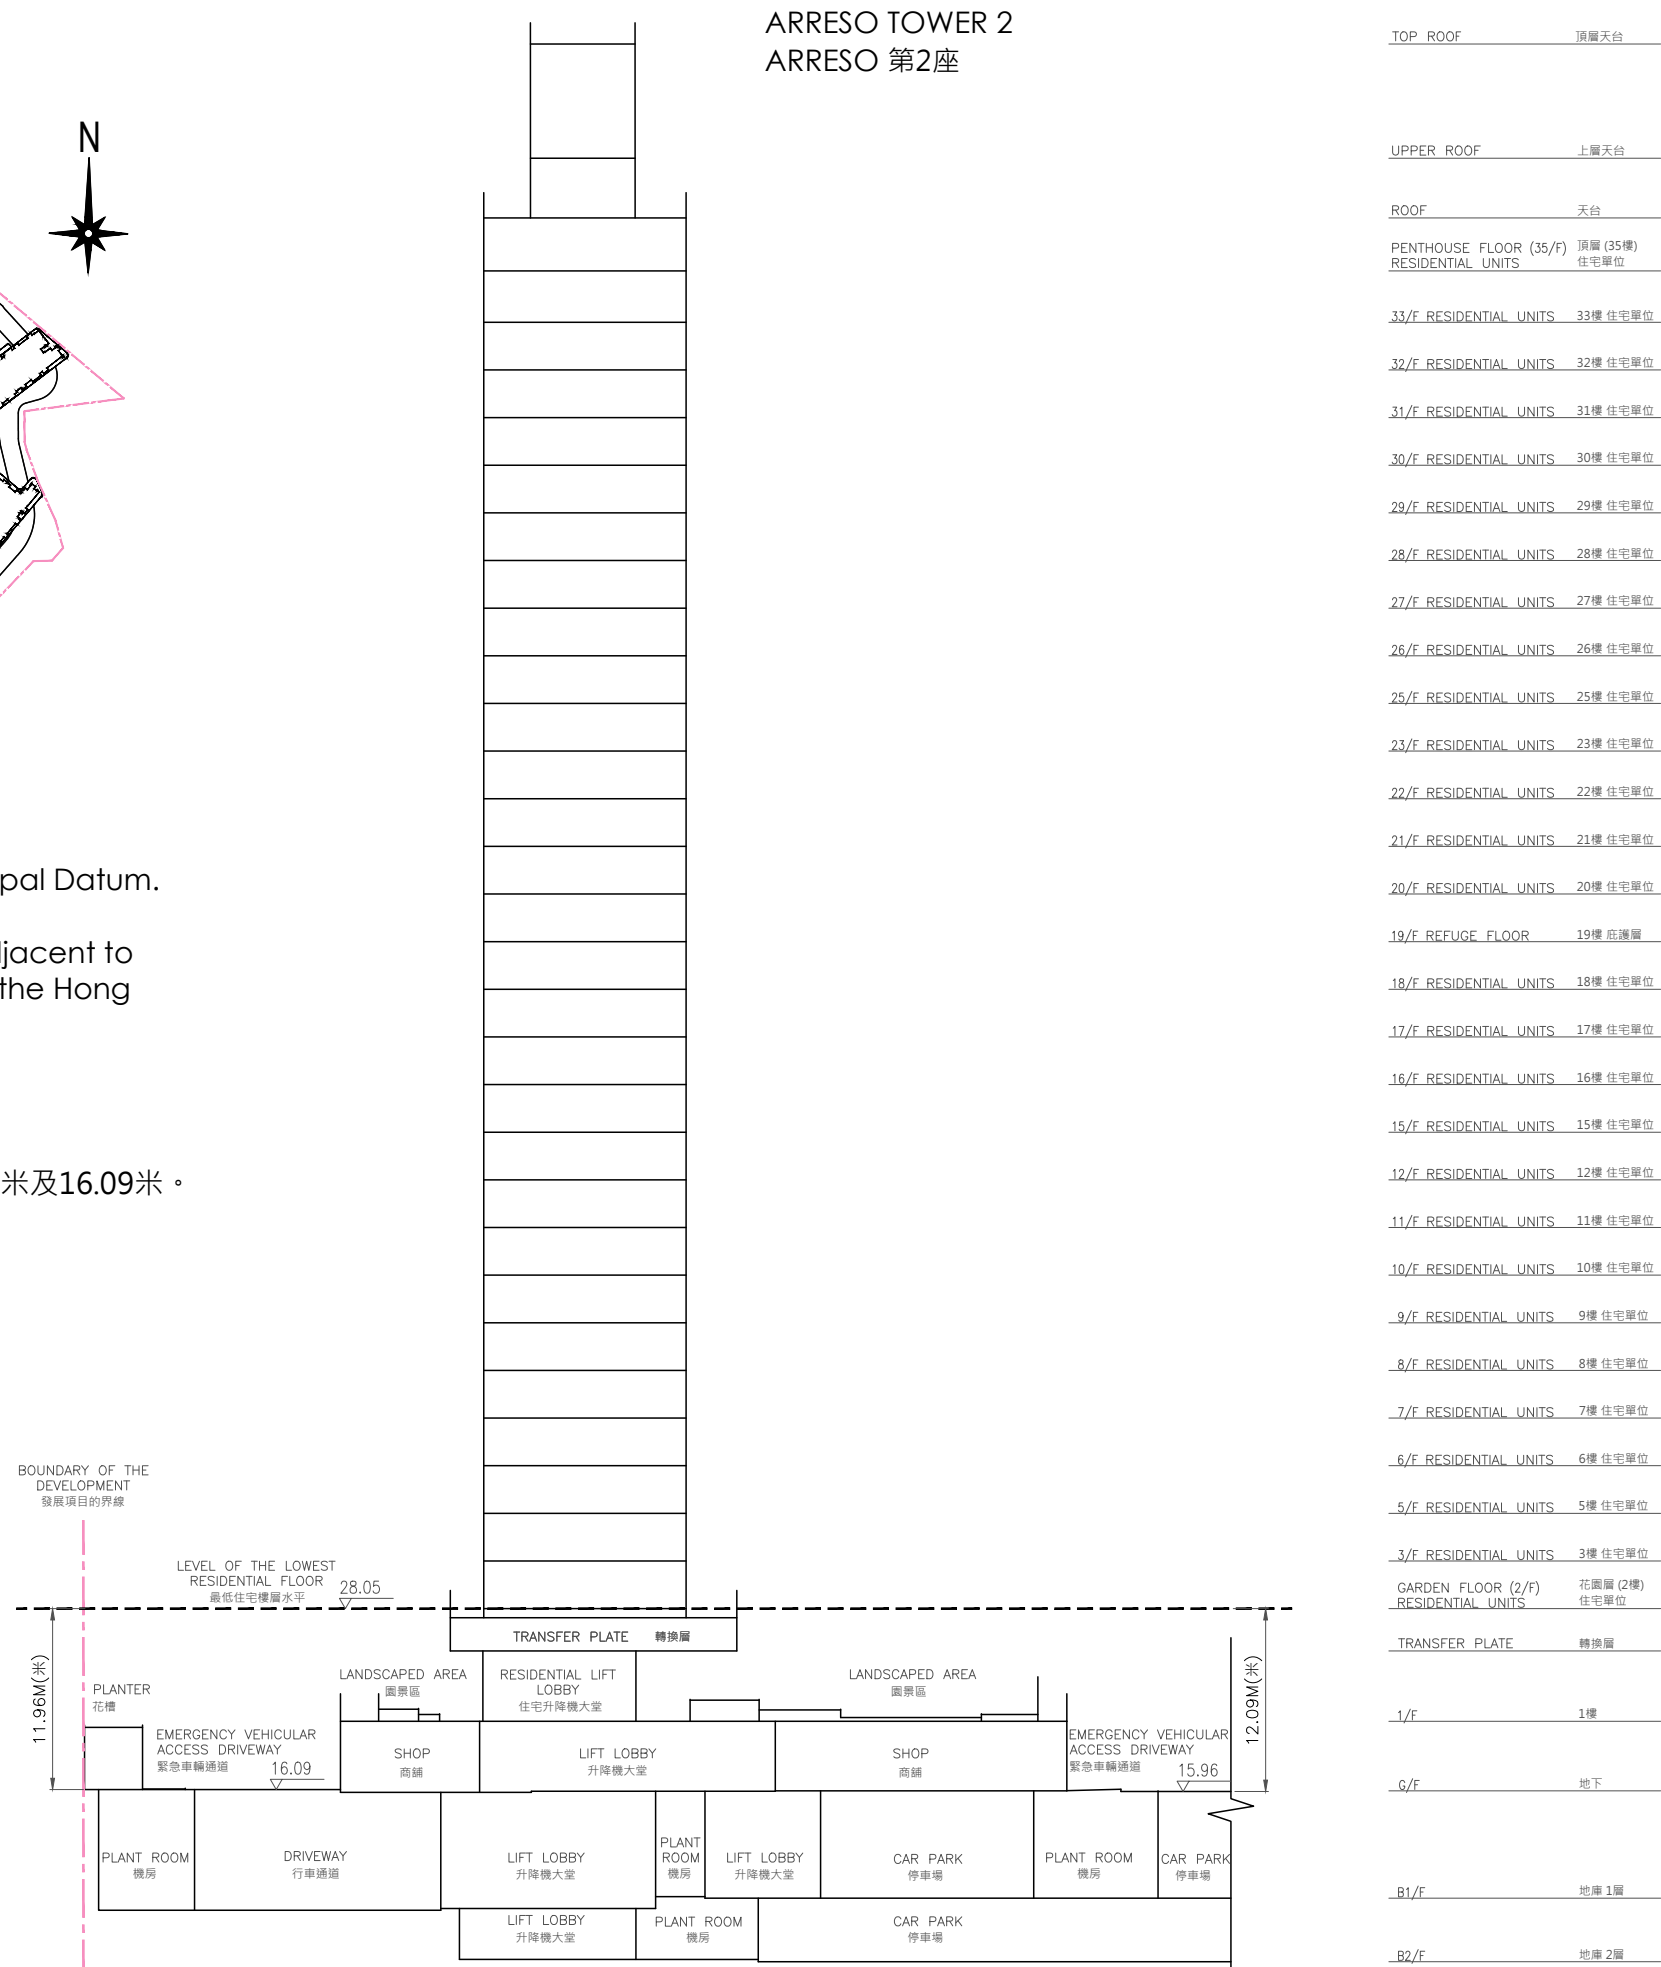 ARRESO TOWER 2
ARRESO 第2座
N
pal Datum.
jacent to
the Hong
米及16.09米。
TOP ROOF 頂層天台
UPPER ROOF 上層天台
ROOF 天台
PENTHOUSE FLOOR (35/F) 頂層 (35樓)
RESIDENTIAL UNITS 住宅單位
33/F RESIDENTIAL UNITS 33樓 住宅單位
32/F RESIDENTIAL UNITS 32樓 住宅單位
31/F RESIDENTIAL UNITS 31樓 住宅單位
30/F RESIDENTIAL UNITS 30樓 住宅單位
29/F RESIDENTIAL UNITS 29樓 住宅單位
28/F RESIDENTIAL UNITS 28樓 住宅單位
27/F RESIDENTIAL UNITS 27樓 住宅單位
26/F RESIDENTIAL UNITS 26樓 住宅單位
25/F RESIDENTIAL UNITS 25樓 住宅單位
23/F RESIDENTIAL UNITS 23樓 住宅單位
22/F RESIDENTIAL UNITS 22樓 住宅單位
21/F RESIDENTIAL UNITS 21樓 住宅單位
20/F RESIDENTIAL UNITS 20樓 住宅單位
19/F REFUGE FLOOR 19樓 庇護層
18/F RESIDENTIAL UNITS 18樓 住宅單位
17/F RESIDENTIAL UNITS 17樓 住宅單位
16/F RESIDENTIAL UNITS 16樓 住宅單位
15/F RESIDENTIAL UNITS 15樓 住宅單位
12/F RESIDENTIAL UNITS 12樓 住宅單位
11/F RESIDENTIAL UNITS 11樓 住宅單位
10/F RESIDENTIAL UNITS 10樓 住宅單位
9/F RESIDENTIAL UNITS 9樓 住宅單位
8/F RESIDENTIAL UNITS 8樓 住宅單位
7/F RESIDENTIAL UNITS 7樓 住宅單位
6/F RESIDENTIAL UNITS 6樓 住宅單位
5/F RESIDENTIAL UNITS 5樓 住宅單位
3/F RESIDENTIAL UNITS 3樓 住宅單位
GARDEN FLOOR (2/F) 花園層 (2樓)
RESIDENTIAL UNITS 住宅單位
TRANSFER PLATE 轉換層
1/F 1樓
G/F 地下
B1/F 地庫 1層
B2/F 地庫 2層
BOUNDARY OF THE
DEVELOPMENT
發展項目的界線
LEVEL OF THE LOWEST
RESIDENTIAL FLOOR
最低住宅樓層水平
28.05
TRANSFER PLATE 轉換層
11.96M(米)
12.09M(米)
PLANTER
花槽
LANDSCAPED AREA
園景區
RESIDENTIAL LIFT
LOBBY
住宅升降機大堂
LANDSCAPED AREA
園景區
EMERGENCY VEHICULAR
ACCESS DRIVEWAY
緊急車輛通道
16.09
SHOP
商舖
LIFT LOBBY
升降機大堂
SHOP
商舖
EMERGENCY VEHICULAR
ACCESS DRIVEWAY
緊急車輛通道
15.96
PLANT ROOM
機房
DRIVEWAY
行車通道
LIFT LOBBY
升降機大堂
PLANT
ROOM
機房
LIFT LOBBY
升降機大堂
CAR PARK
停車場
PLANT ROOM
機房
CAR PARK
停車場
LIFT LOBBY
升降機大堂
PLANT ROOM
機房
CAR PARK
停車場